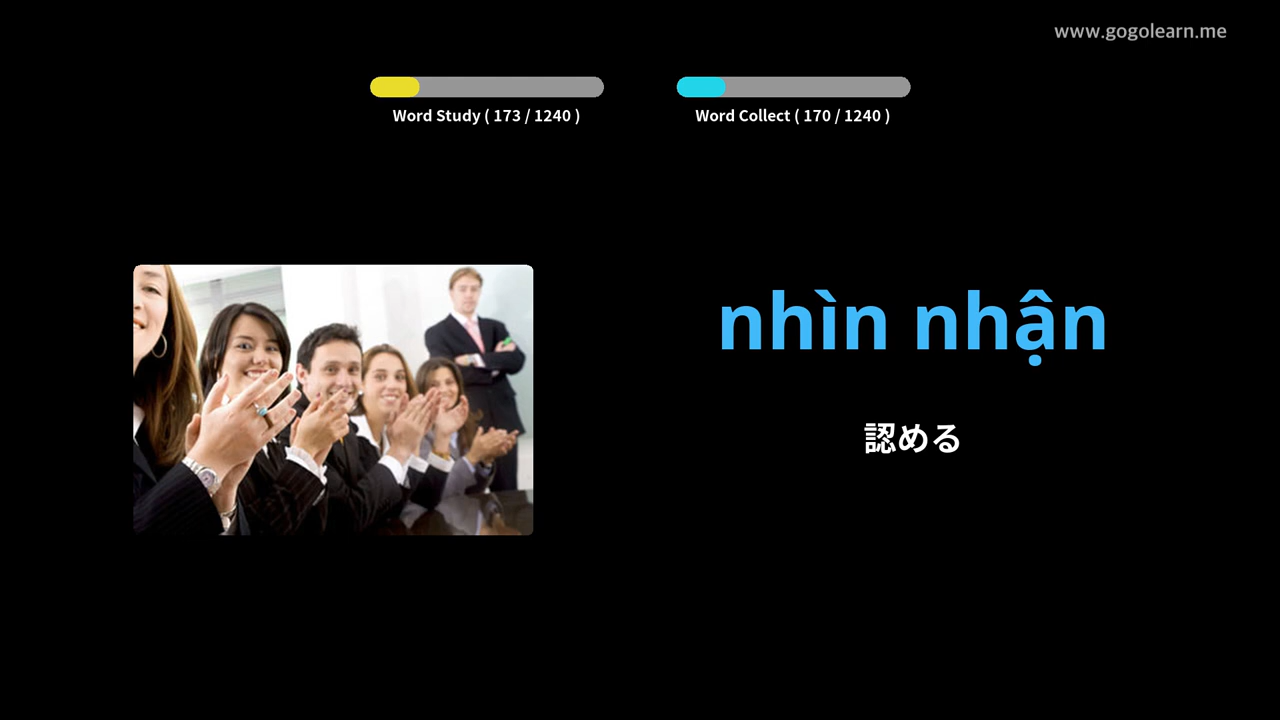 www.gogolearn.me
Word Study ( 173 / 1240 )
Word Collect ( 170 / 1240 )
nhìn nhận
認める